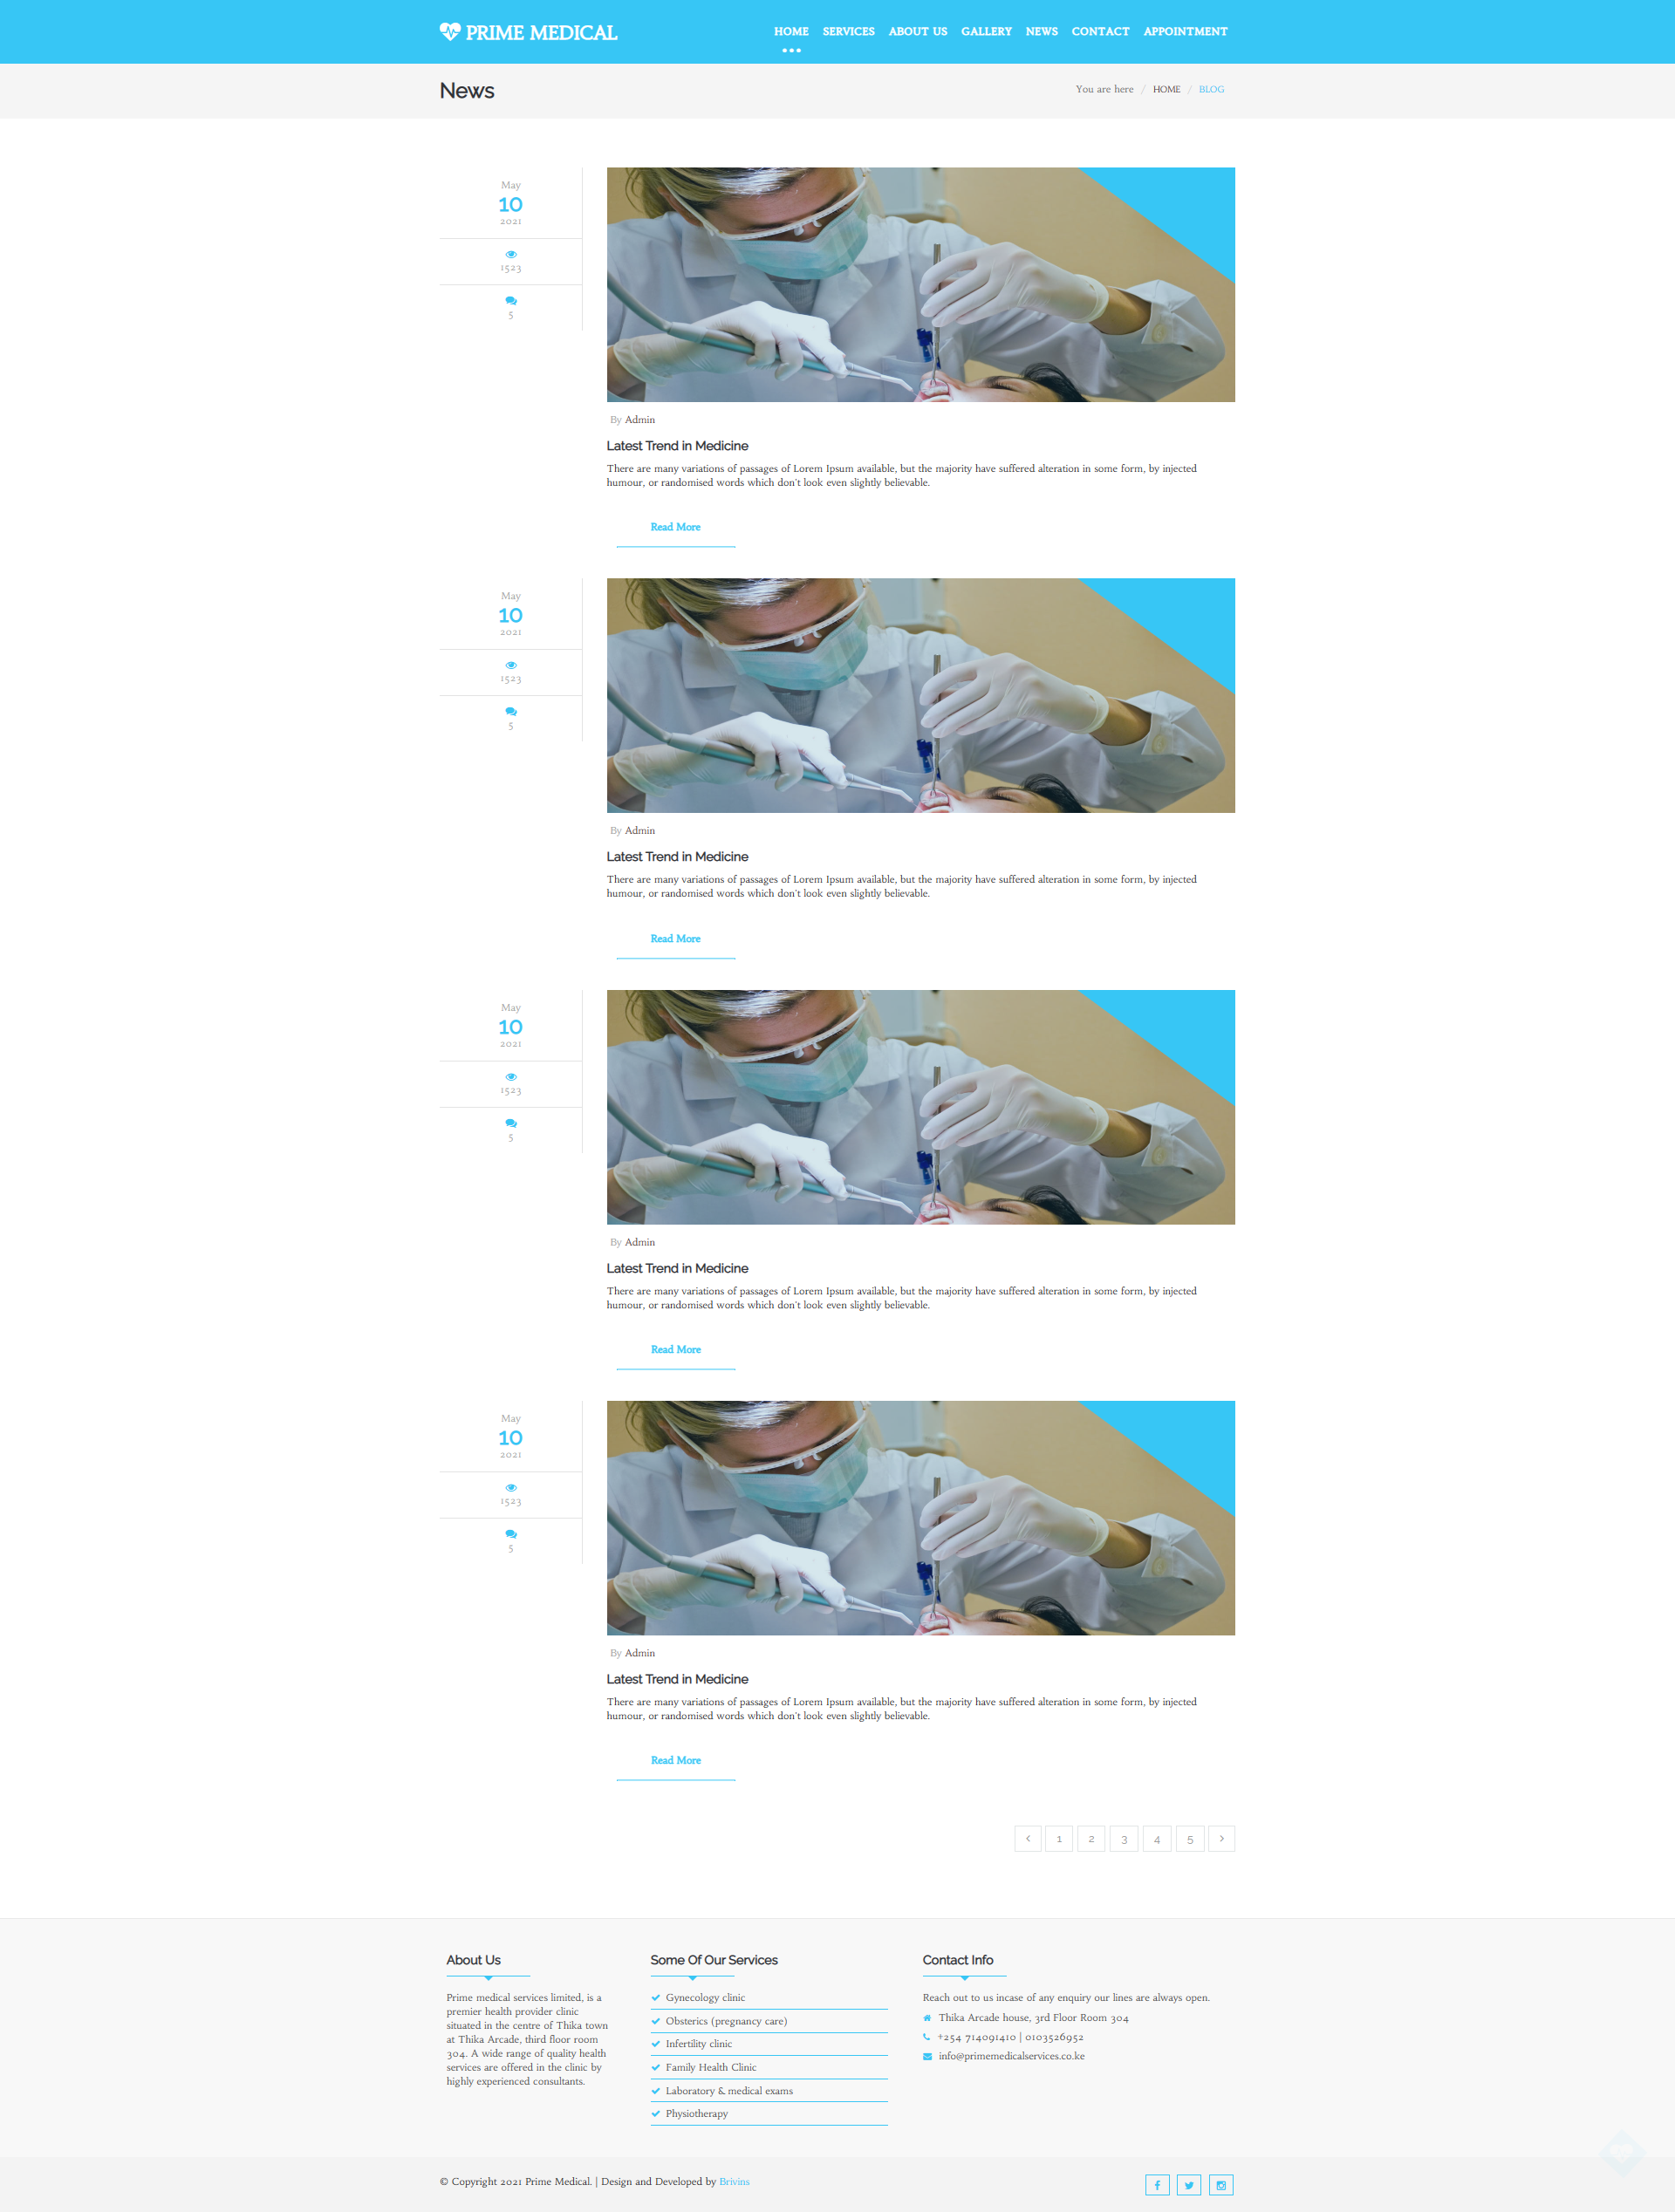 PRIME MEDICAL
HOME SERVICES ABOUT US GALLERY NEWS CONTACT APPOINTMENT
News
You are here / HOME / BLOG
May
10
2021
1523
5
By Admin
Latest Trend in Medicine
There are many variations of passages of Lorem Ipsum available, but the majority have suffered alteration in some form, by injected
humour, or randomised words which don't look even slightly believable.
Read More
May
10
2021
1523
5
By Admin
Latest Trend in Medicine
There are many variations of passages of Lorem Ipsum available, but the majority have suffered alteration in some form, by injected
humour, or randomised words which don't look even slightly believable.
Read More
May
10
2021
1523
5
By Admin
Latest Trend in Medicine
There are many variations of passages of Lorem Ipsum available, but the majority have suffered alteration in some form, by injected
humour, or randomised words which don't look even slightly believable.
Read More
May
10
2021
1523
5
By Admin
Latest Trend in Medicine
There are many variations of passages of Lorem Ipsum available, but the majority have suffered alteration in some form, by injected
humour, or randomised words which don't look even slightly believable.
Read More
‹ 1 2 3 4 5 ›
About Us
Prime medical services limited, is a
premier health provider clinic
situated in the centre of Thika town
at Thika Arcade, third floor room
304. A wide range of quality health
services are offered in the clinic by
highly experienced consultants.
Some Of Our Services
Gynecology clinic
Obsterics (pregnancy care)
Infertility clinic
Family Health Clinic
Laboratory & medical exams
Physiotherapy
Contact Info
Reach out to us incase of any enquiry our lines are always open.
Thika Arcade house, 3rd Floor Room 304
+254 714091410 | 0103526952
info@primemedicalservices.co.ke
© Copyright 2021 Prime Medical. | Design and Developed by Brivins